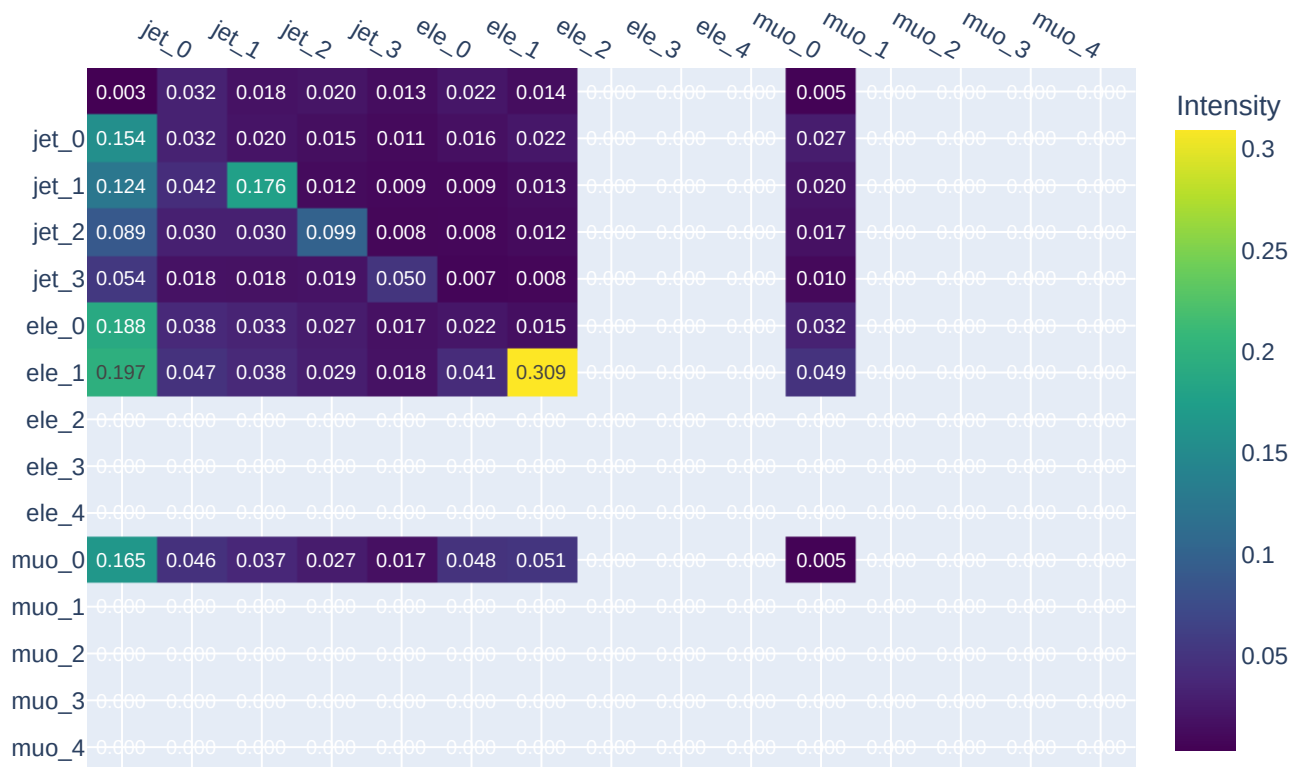 jet_0 jet_1 jet_2 jet_3 ele_0 ele_1 ele_2 ele_3 ele_4 muo_0 muo_1 muo_2 muo_3 muo_4
0.003 0.032 0.018 0.020 0.013 0.022 0.014 0.000 0.000 0.000 0.005 0.000 0.000 0.000 0.000
jet_0 0.154 0.032 0.020 0.015 0.011 0.016 0.022 0.000 0.000 0.000 0.027 0.000 0.000 0.000 0.000
jet_1 0.124 0.042 0.176 0.012 0.009 0.009 0.013 0.000 0.000 0.000 0.020 0.000 0.000 0.000 0.000
jet_2 0.089 0.030 0.030 0.099 0.008 0.008 0.012 0.000 0.000 0.000 0.017 0.000 0.000 0.000 0.000
jet_3 0.054 0.018 0.018 0.019 0.050 0.007 0.008 0.000 0.000 0.000 0.010 0.000 0.000 0.000 0.000
ele_0 0.188 0.038 0.033 0.027 0.017 0.022 0.015 0.000 0.000 0.000 0.032 0.000 0.000 0.000 0.000
ele_1 0.197 0.047 0.038 0.029 0.018 0.041 0.309 0.000 0.000 0.000 0.049 0.000 0.000 0.000 0.000
ele_2 0.000 0.000 0.000 0.000 0.000 0.000 0.000 0.000 0.000 0.000 0.000 0.000 0.000 0.000 0.000
ele_3 0.000 0.000 0.000 0.000 0.000 0.000 0.000 0.000 0.000 0.000 0.000 0.000 0.000 0.000 0.000
ele_4 0.000 0.000 0.000 0.000 0.000 0.000 0.000 0.000 0.000 0.000 0.000 0.000 0.000 0.000 0.000
muo_0 0.165 0.046 0.037 0.027 0.017 0.048 0.051 0.000 0.000 0.000 0.005 0.000 0.000 0.000 0.000
muo_1 0.000 0.000 0.000 0.000 0.000 0.000 0.000 0.000 0.000 0.000 0.000 0.000 0.000 0.000 0.000
muo_2 0.000 0.000 0.000 0.000 0.000 0.000 0.000 0.000 0.000 0.000 0.000 0.000 0.000 0.000 0.000
muo_3 0.000 0.000 0.000 0.000 0.000 0.000 0.000 0.000 0.000 0.000 0.000 0.000 0.000 0.000 0.000
muo_4 0.000 0.000 0.000 0.000 0.000 0.000 0.000 0.000 0.000 0.000 0.000 0.000 0.000 0.000 0.000
Intensity
0.3
0.25
0.2
0.15
0.1
0.05